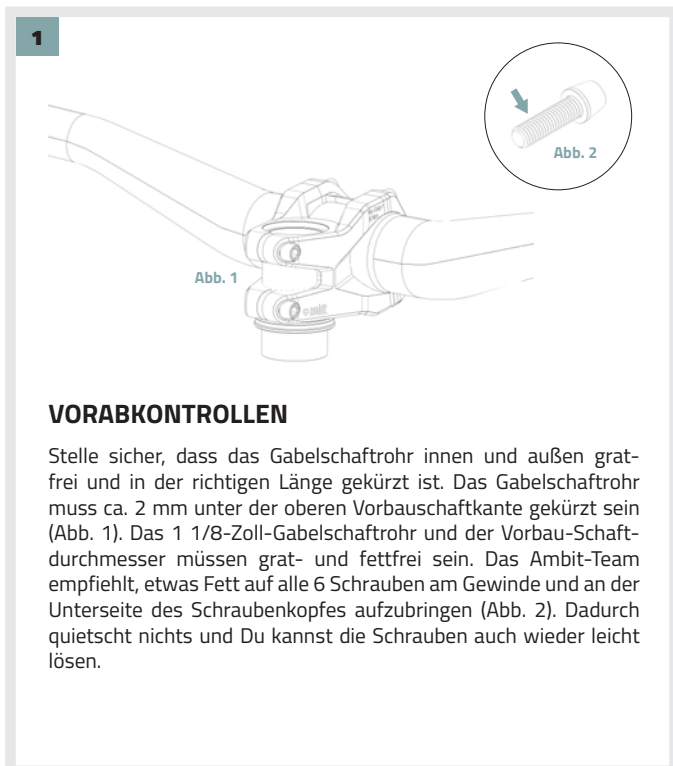 1
Abb. 2
Abb. 1
VORABKONTROLLEN
Stelle sicher, dass das Gabelschaftrohr innen und außen grat-
frei und in der richtigen Länge gekürzt ist. Das Gabelschaftrohr
muss ca. 2 mm unter der oberen Vorbauschaftkante gekürzt sein
(Abb. 1). Das 1 1/8-Zoll-Gabelschaftrohr und der Vorbau-Schaft-
durchmesser müssen grat- und fettfrei sein. Das Ambit-Team
empfiehlt, etwas Fett auf alle 6 Schrauben am Gewinde und an der
Unterseite des Schraubenkopfes aufzubringen (Abb. 2). Dadurch
quietscht nichts und Du kannst die Schrauben auch wieder leicht
lösen.